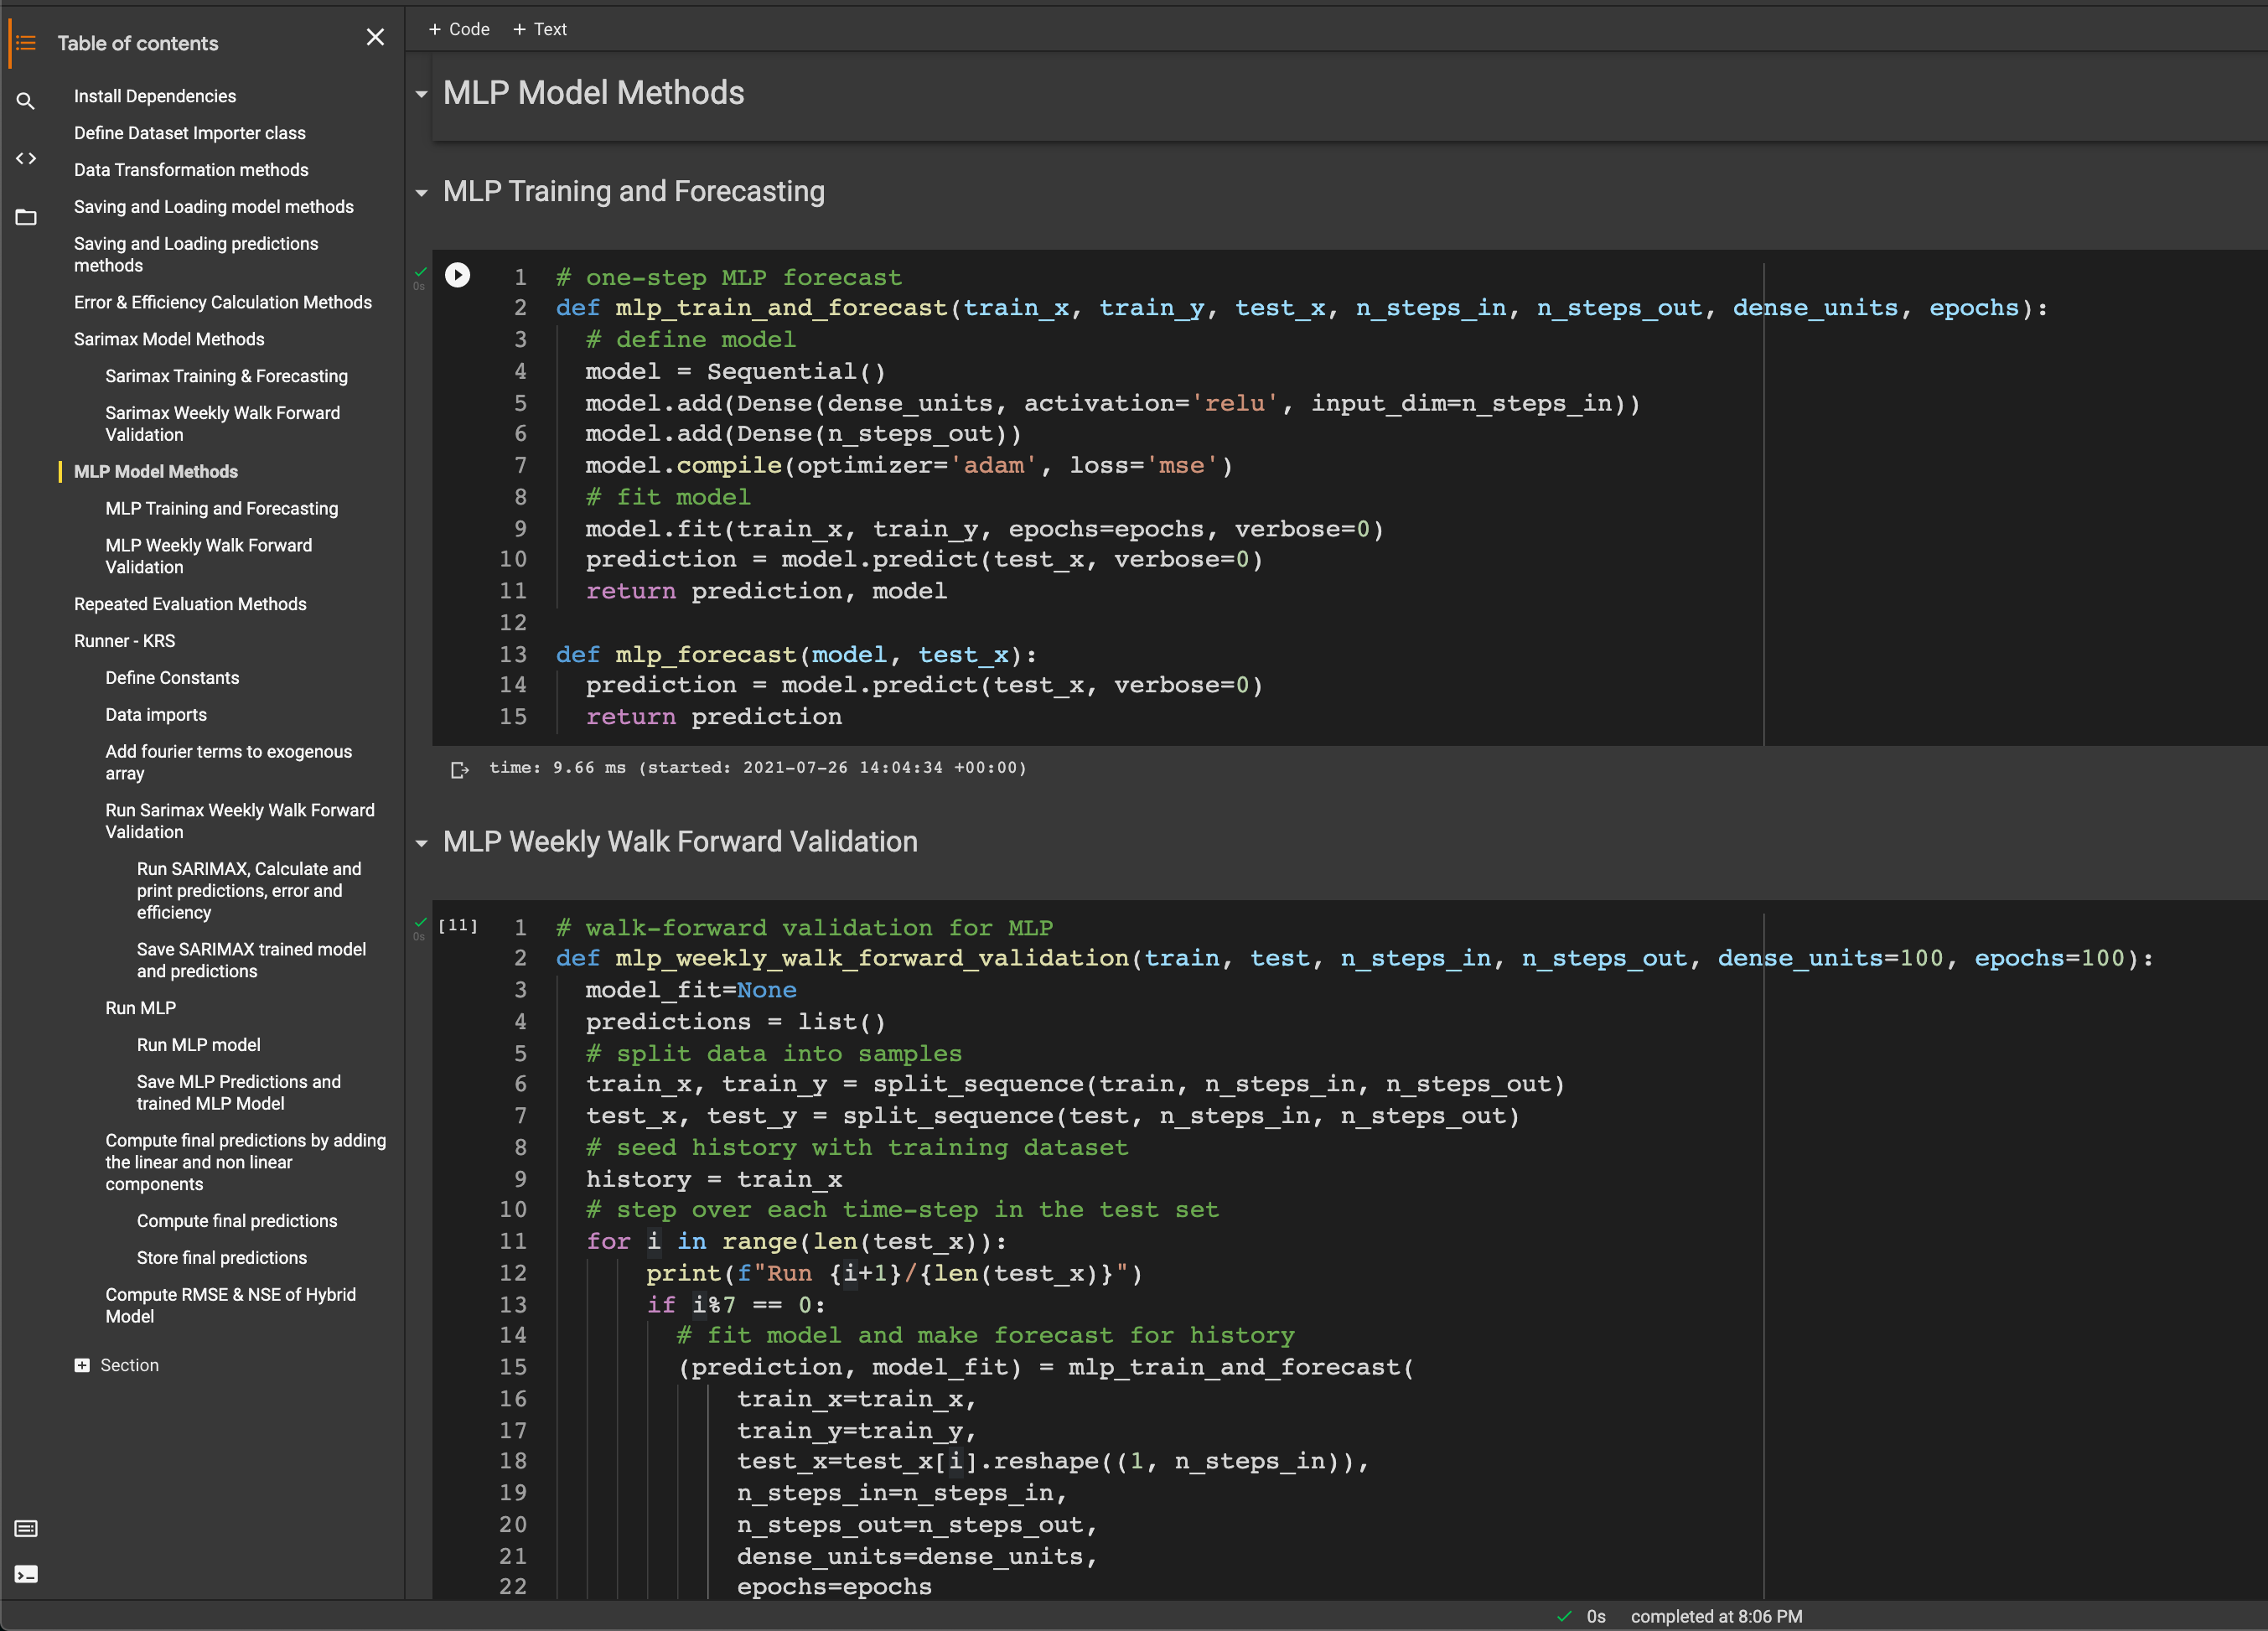 Table of contents
Install Dependencies
Define Dataset Importer class
Data Transformation methods
Saving and Loading model methods
Saving and Loading predictions
methods
Error & Efficiency Calculation Methods
Sarimax Model Methods
Sarimax Training & Forecasting
Sarimax Weekly Walk Forward
Validation
MLP Model Methods
MLP Training and Forecasting
MLP Weekly Walk Forward
Validation
Repeated Evaluation Methods
Runner - KRS
Define Constants
Data imports
Add fourier terms to exogenous
array
Run Sarimax Weekly Walk Forward
Validation
Run SARIMAX, Calculate and
print predictions, error and
efficiency
Save SARIMAX trained model
and predictions
Run MLP
Run MLP model
Save MLP Predictions and
trained MLP Model
Compute final predictions by adding
the linear and non linear
components
Compute final predictions
Store final predictions
Compute RMSE & NSE of Hybrid
Model
Section
+ Code + Text
MLP Model Methods
MLP Training and Forecasting
0s
1 # one-step MLP forecast
2 def mlp_train_and_forecast(train_x, train_y, test_x, n_steps_in, n_steps_out, dense_units, epochs):
3 # define model
4 model = Sequential()
5 model.add(Dense(dense_units, activation='relu', input_dim=n_steps_in))
6 model.add(Dense(n_steps_out))
7 model.compile(optimizer='adam', loss='mse')
8 # fit model
9 model.fit(train_x, train_y, epochs=epochs, verbose=0)
10 prediction = model.predict(test_x, verbose=0)
11 return prediction, model
12
13 def mlp_forecast(model, test_x):
14 prediction = model.predict(test_x, verbose=0)
15 return prediction
time: 9.66 ms (started: 2021-07-26 14:04:34 +00:00)
MLP Weekly Walk Forward Validation
0s
[11] 1 # walk-forward validation for MLP
2 def mlp_weekly_walk_forward_validation(train, test, n_steps_in, n_steps_out, dense_units=100, epochs=100):
3 model_fit=None
4 predictions = list()
5 # split data into samples
6 train_x, train_y = split_sequence(train, n_steps_in, n_steps_out)
7 test_x, test_y = split_sequence(test, n_steps_in, n_steps_out)
8 # seed history with training dataset
9 history = train_x
10 # step over each time-step in the test set
11 for i in range(len(test_x)):
12 print(f"Run {i+1}/{len(test_x)}")
13 if i%7 == 0:
14 # fit model and make forecast for history
15 (prediction, model_fit) = mlp_train_and_forecast(
16 train_x=train_x,
17 train_y=train_y,
18 test_x=test_x[i].reshape((1, n_steps_in)),
19 n_steps_in=n_steps_in,
20 n_steps_out=n_steps_out,
21 dense_units=dense_units,
22 epochs=epochs
0s completed at 8:06 PM